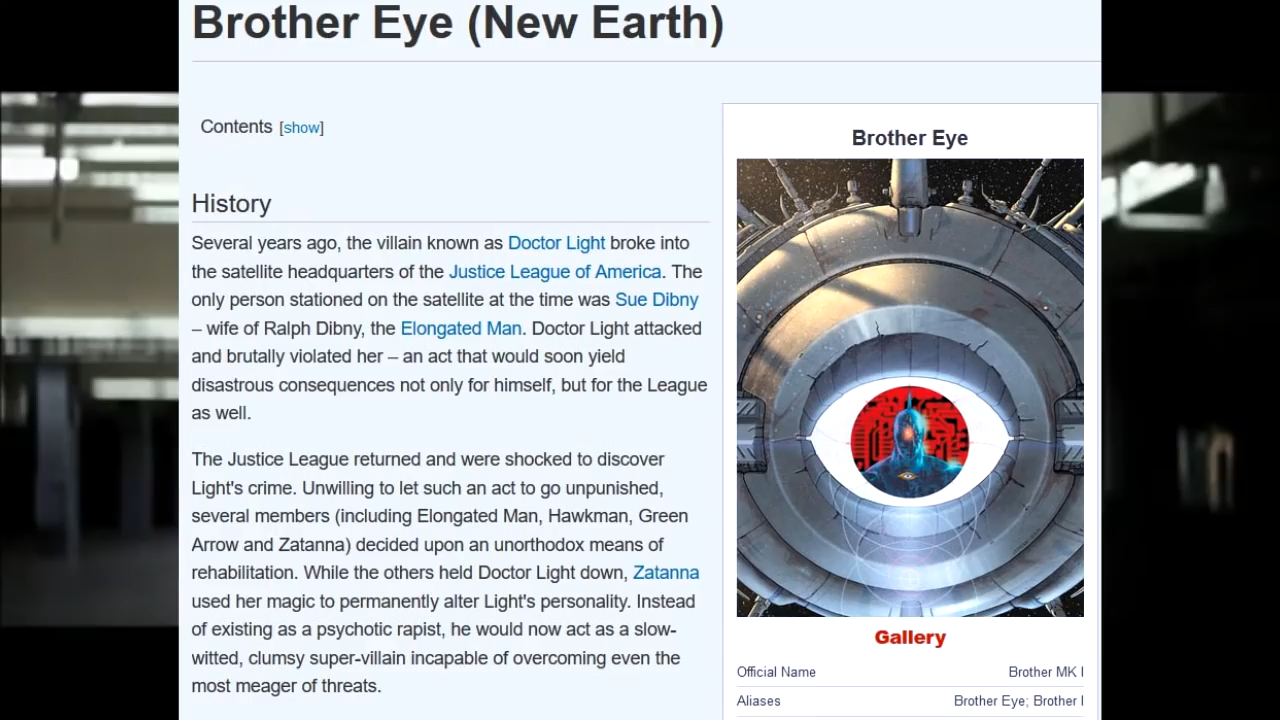 Brother Eye (New Earth)
Contents [show]
History
Several years ago, the villain known as Doctor Light broke into
the satellite headquarters of the Justice League of America. The
only person stationed on the satellite at the time was Sue Dibny
– wife of Ralph Dibny, the Elongated Man. Doctor Light attacked
and brutally violated her – an act that would soon yield
disastrous consequences not only for himself, but for the League
as well.
The Justice League returned and were shocked to discover
Light's crime. Unwilling to let such an act to go unpunished,
several members (including Elongated Man, Hawkman, Green
Arrow and Zatanna) decided upon an unorthodox means of
rehabilitation. While the others held Doctor Light down, Zatanna
used her magic to permanently alter Light's personality. Instead
of existing as a psychotic rapist, he would now act as a slow-
witted, clumsy super-villain incapable of overcoming even the
most meager of threats.
Brother Eye
Gallery
Official Name Brother MK I
Aliases Brother Eye; Brother I